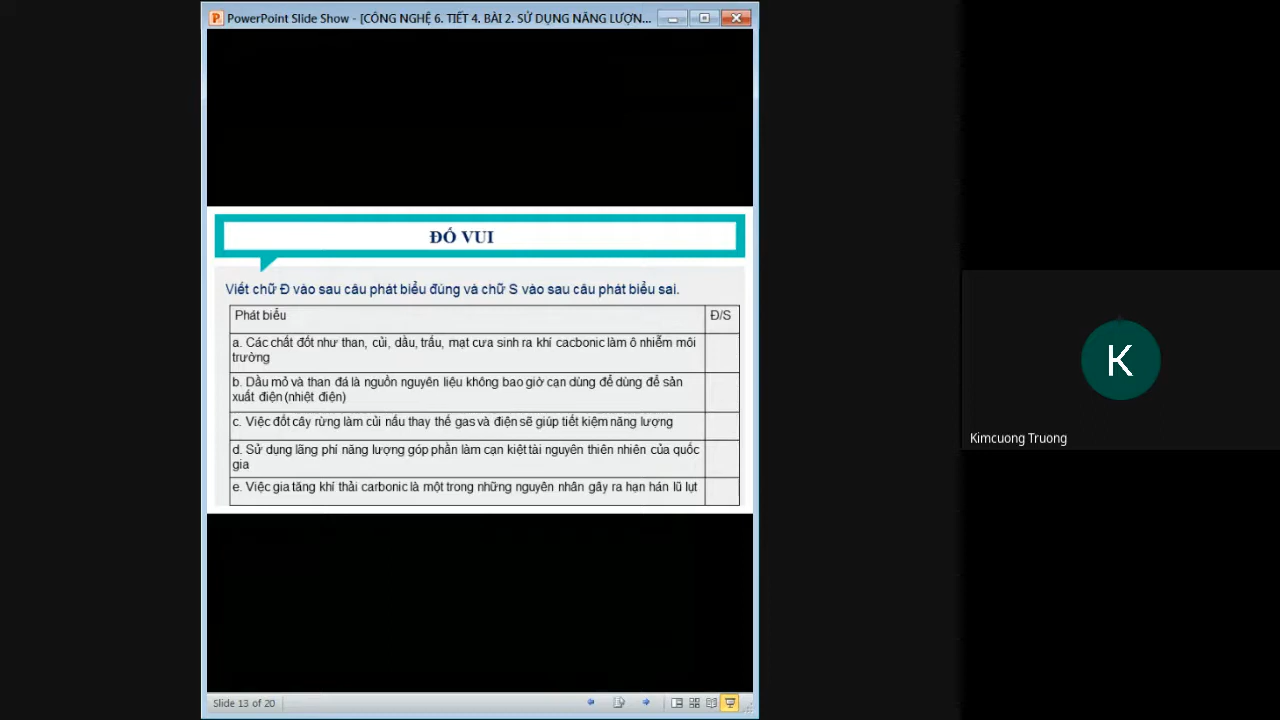 PowerPoint Slide Show - [CÔNG NGHỆ 6. TIẾT 4. BÀI 2. SỬ DỤNG NĂNG LƯỢN...
ĐỐ VUI
Viết chữ Đ vào sau câu phát biểu đúng và chữ S vào sau câu phát biểu sai.
Phát biểu Đ/S
a. Các chất đốt như than, củi, dầu, trấu, mạt cưa sinh ra khí cacbonic làm ô nhiễm môi
trường
b. Dầu mỏ và than đá là nguồn nguyên liệu không bao giờ cạn dùng để dùng để sản
xuất điện (nhiệt điện)
c. Việc đốt cây rừng làm củi nấu thay thế gas và điện sẽ giúp tiết kiệm năng lượng
d. Sử dụng lãng phí năng lượng góp phần làm cạn kiệt tài nguyên thiên nhiên của quốc
gia
e. Việc gia tăng khí thải carbonic là một trong những nguyên nhân gây ra hạn hán lũ lụt
Slide 13 of 20
K
Kimcuong Truong